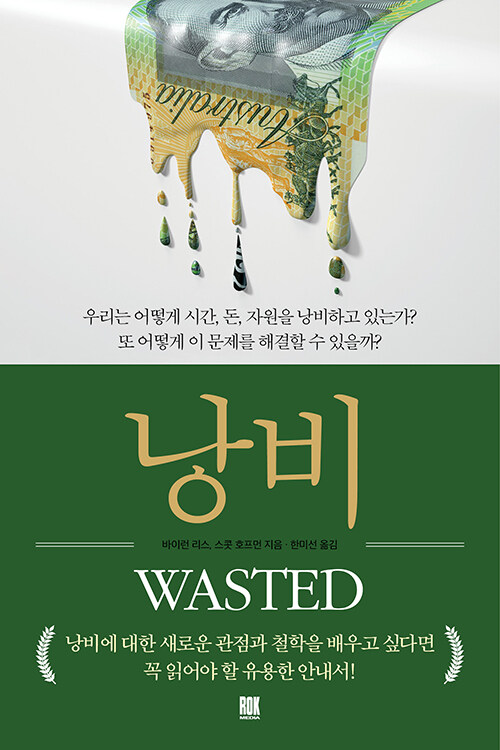 Australia
우리는 어떻게 시간, 돈, 자원을 낭비하고 있는가?
또 어떻게 이 문제를 해결할 수 있을까?
낭비
바이런 리스, 스콧 호프먼 지음 · 한미선 옮김
WASTED
낭비에 대한 새로운 관점과 철학을 배우고 싶다면
꼭 읽어야 할 유용한 안내서!
ROK
MEDIA